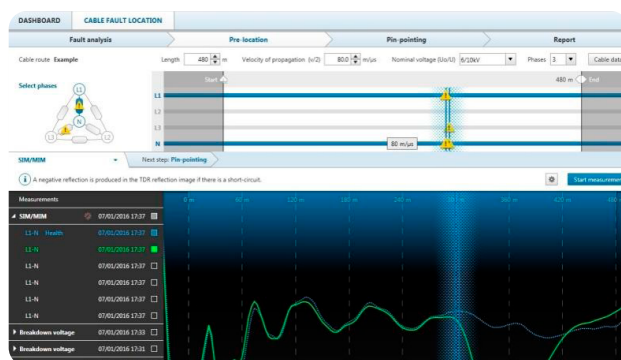 DASHBOARD CABLE FAULT LOCATION
Fault analysis Pre-location Pin-pointing Report
Cable route Example Length 480 m Velocity of propagation (v/2) 80.0 m/µs Nominal voltage (Uo/U) 6/10kV Phases 3 Cable data
Start 480 m End
Select phases
L1
L1
L2
N
L3
L3 L2
N
80 m/µs
SIM/MIM Next step: Pin-pointing
A negative reflection is produced in the TDR reflection image if there is a short-circuit.
Start measurement
Measurements 0 m 60 m 120 m 180 m 240 m 300 m 360 m 420 m 480
SIM/MIM 07/01/2016 17:37
L1-N Health 07/01/2016 17:37
L1-N 07/01/2016 17:37
L1-N 07/01/2016 17:37
L1-N 07/01/2016 17:37
L1-N 07/01/2016 17:37
L1-N 07/01/2016 17:37
Breakdown voltage 07/01/2016 17:33
Breakdown voltage 07/01/2016 17:31